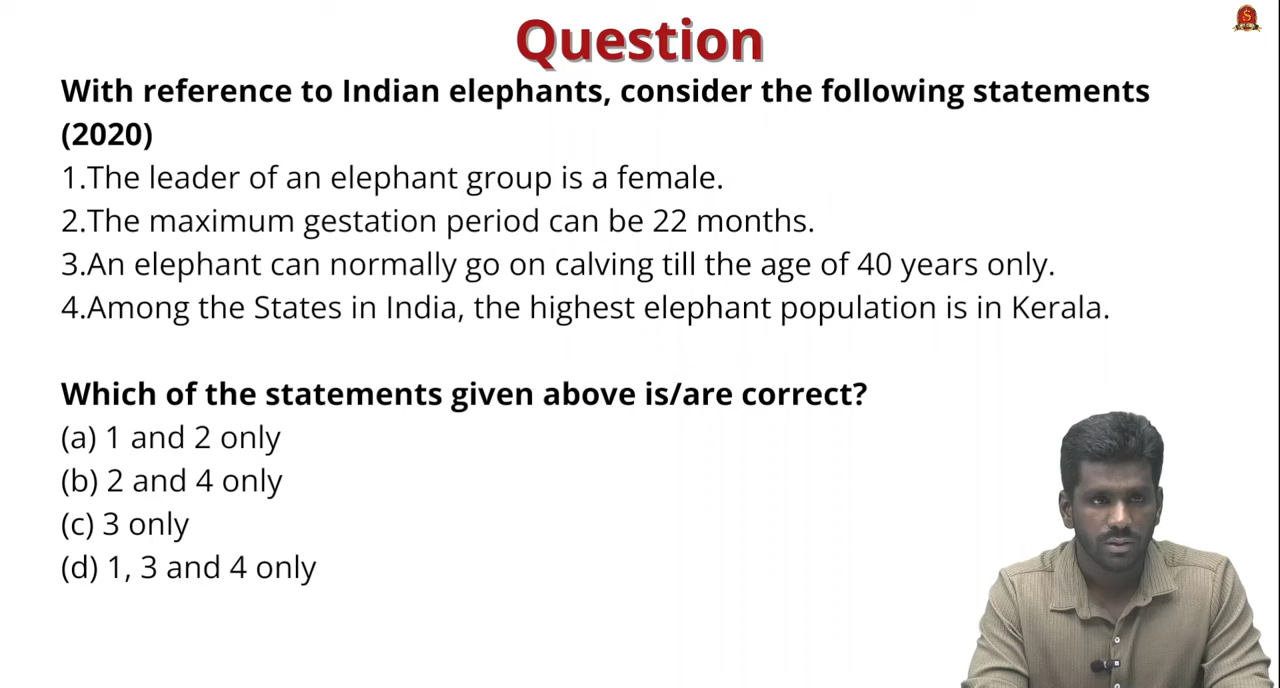 Question
With reference to Indian elephants, consider the following statements
(2020)
1.The leader of an elephant group is a female.
2.The maximum gestation period can be 22 months.
3.An elephant can normally go on calving till the age of 40 years only.
4.Among the States in India, the highest elephant population is in Kerala.
Which of the statements given above is/are correct?
(a) 1 and 2 only
(b) 2 and 4 only
(c) 3 only
(d) 1, 3 and 4 only